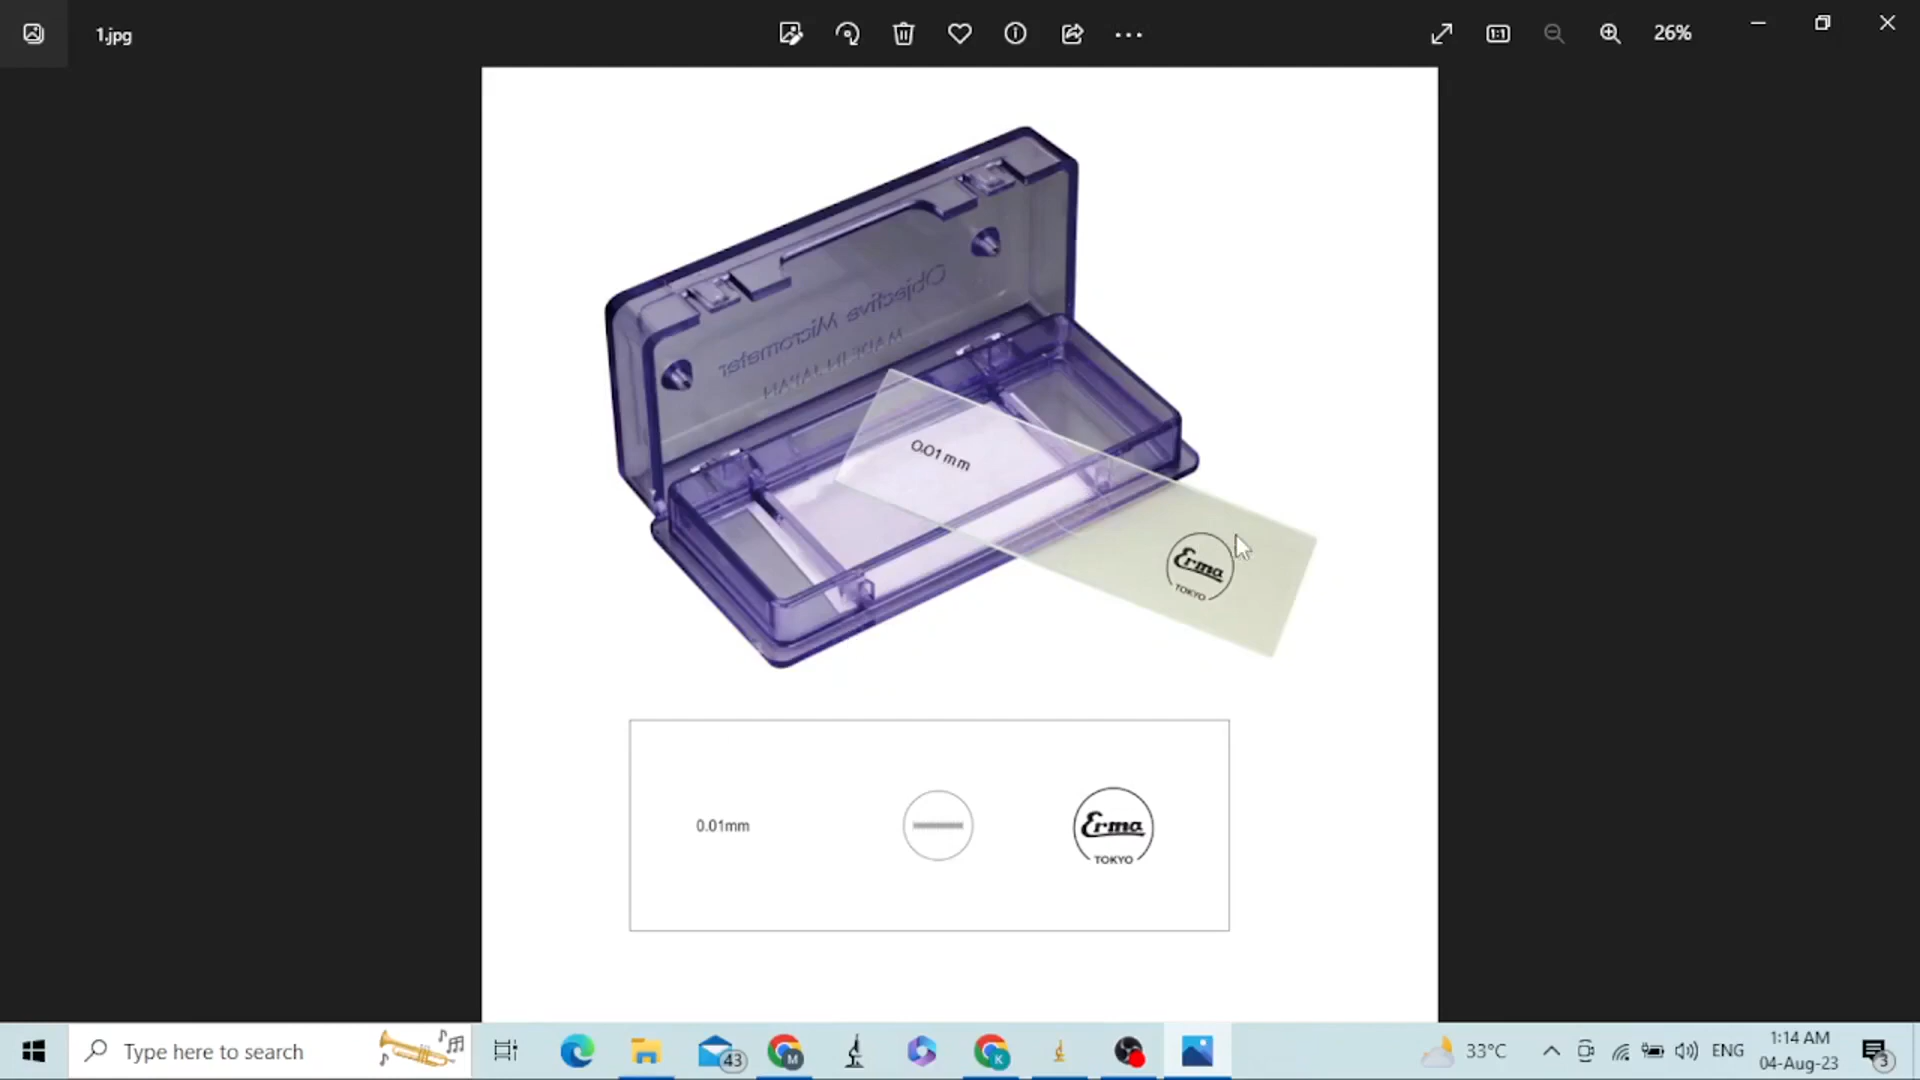 1.jpg
26%
Objective Micrometer
0.01 mm
Erma
TOKYO
0.01mm
Erma
TOKYO
Type here to search
43
M
K
33°C
ENG
1:14 AM
04-Aug-23
3